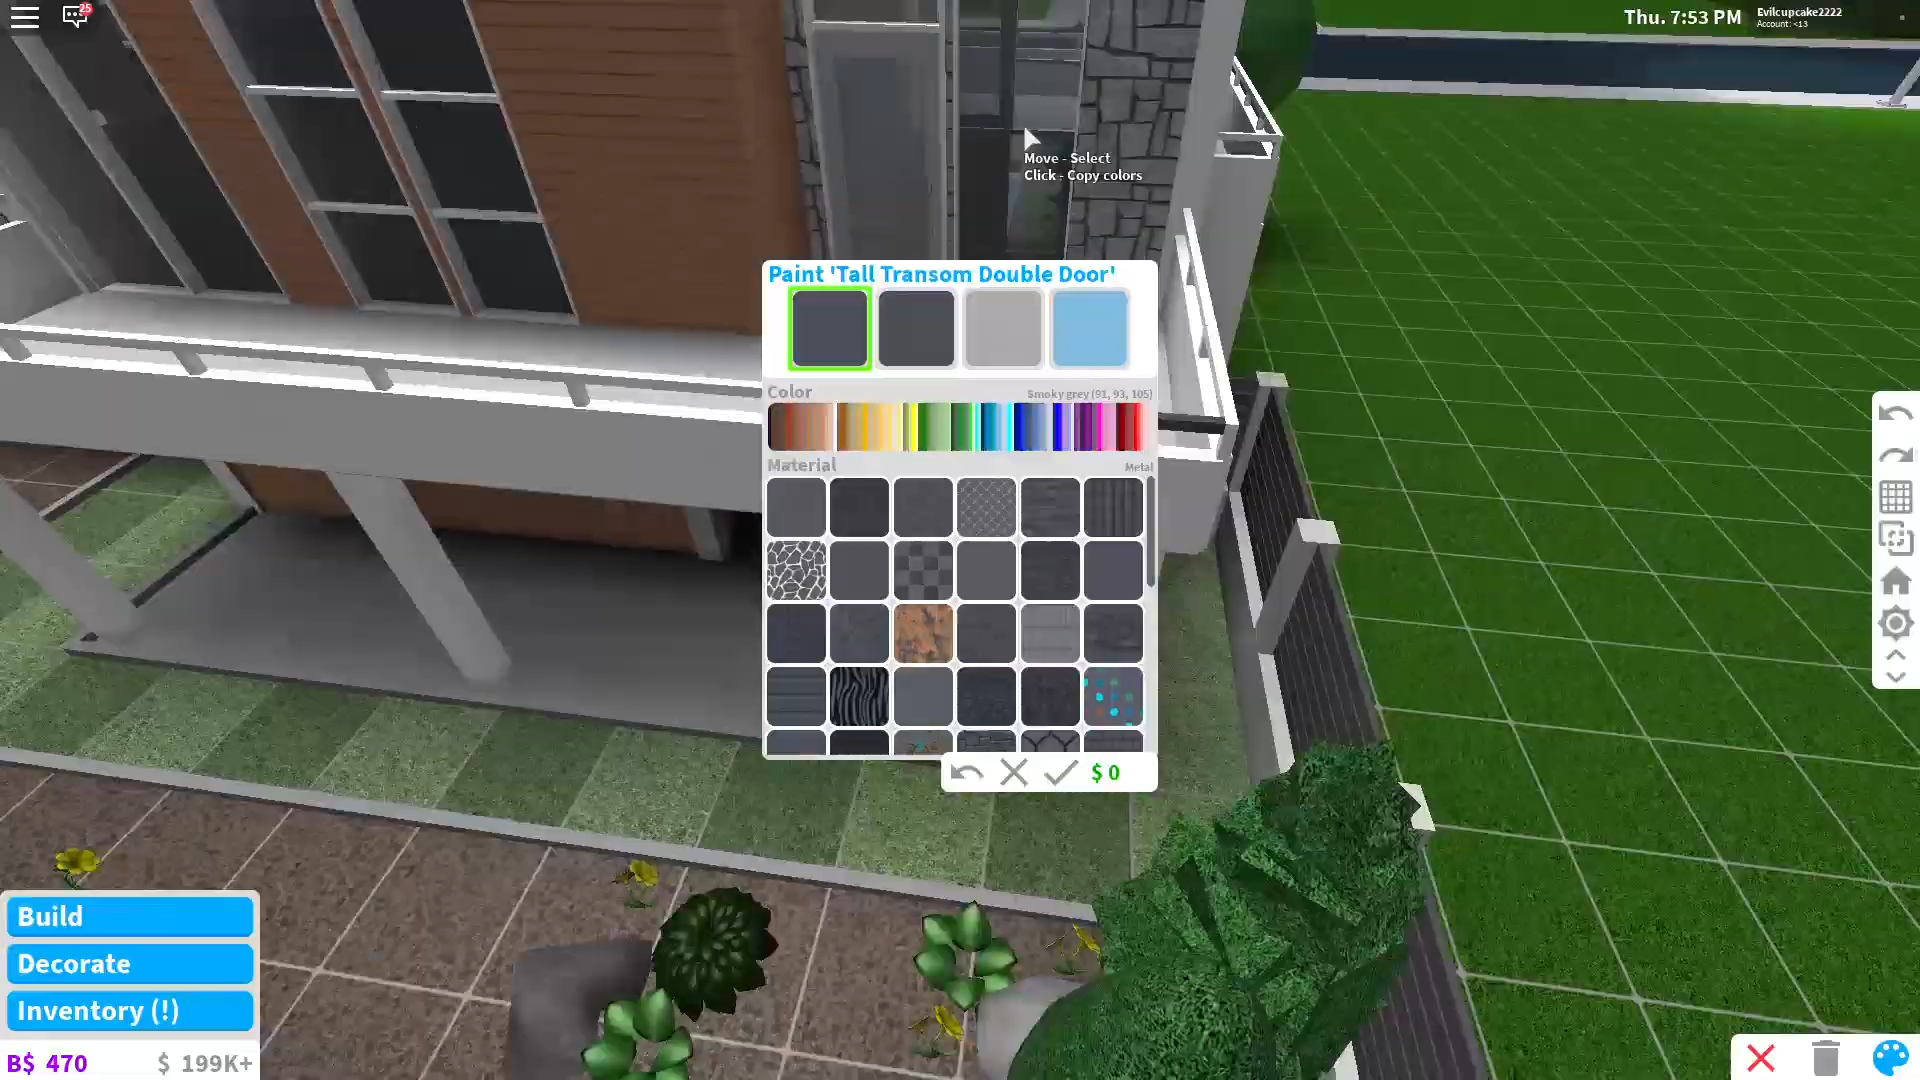 25
Thu. 7:53 PM
Evilcupcake2222
Account: <13
Move - Select
Click - Copy colors
Paint 'Tall Transom Double Door'
Color
Smoky grey (91, 93, 105)
Material
Metal
$ 0
Build
Decorate
Inventory (!)
B$ 470
$ 199K+